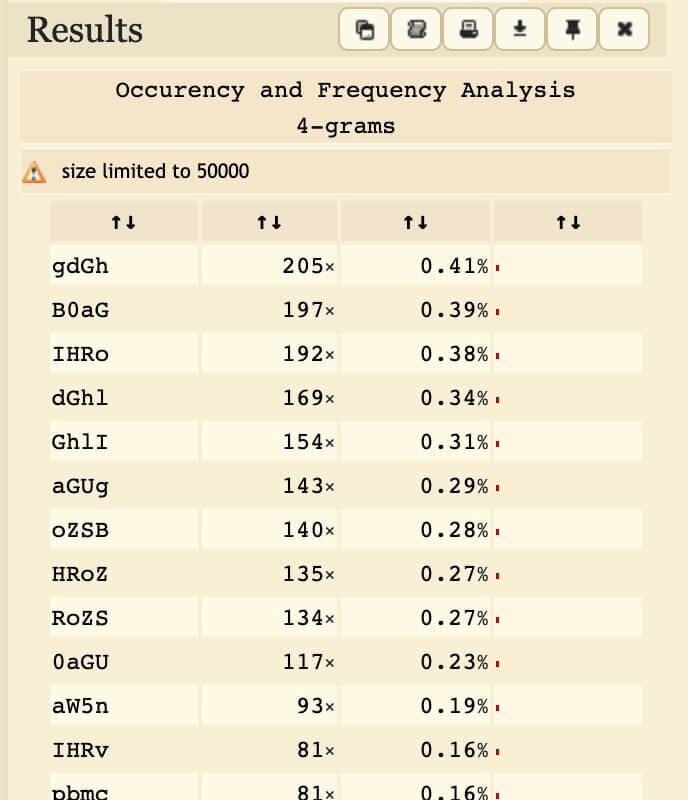 Results
Occurency and Frequency Analysis
4-grams
size limited to 50000
↑↓ ↑↓ ↑↓ ↑↓
gdGh 205× 0.41%
B0aG 197× 0.39%
IHRo 192× 0.38%
dGhl 169× 0.34%
GhlI 154× 0.31%
aGUg 143× 0.29%
oZSB 140× 0.28%
HRoZ 135× 0.27%
RoZS 134× 0.27%
0aGU 117× 0.23%
aW5n 93× 0.19%
IHRv 81× 0.16%
pbmc 81× 0.16%